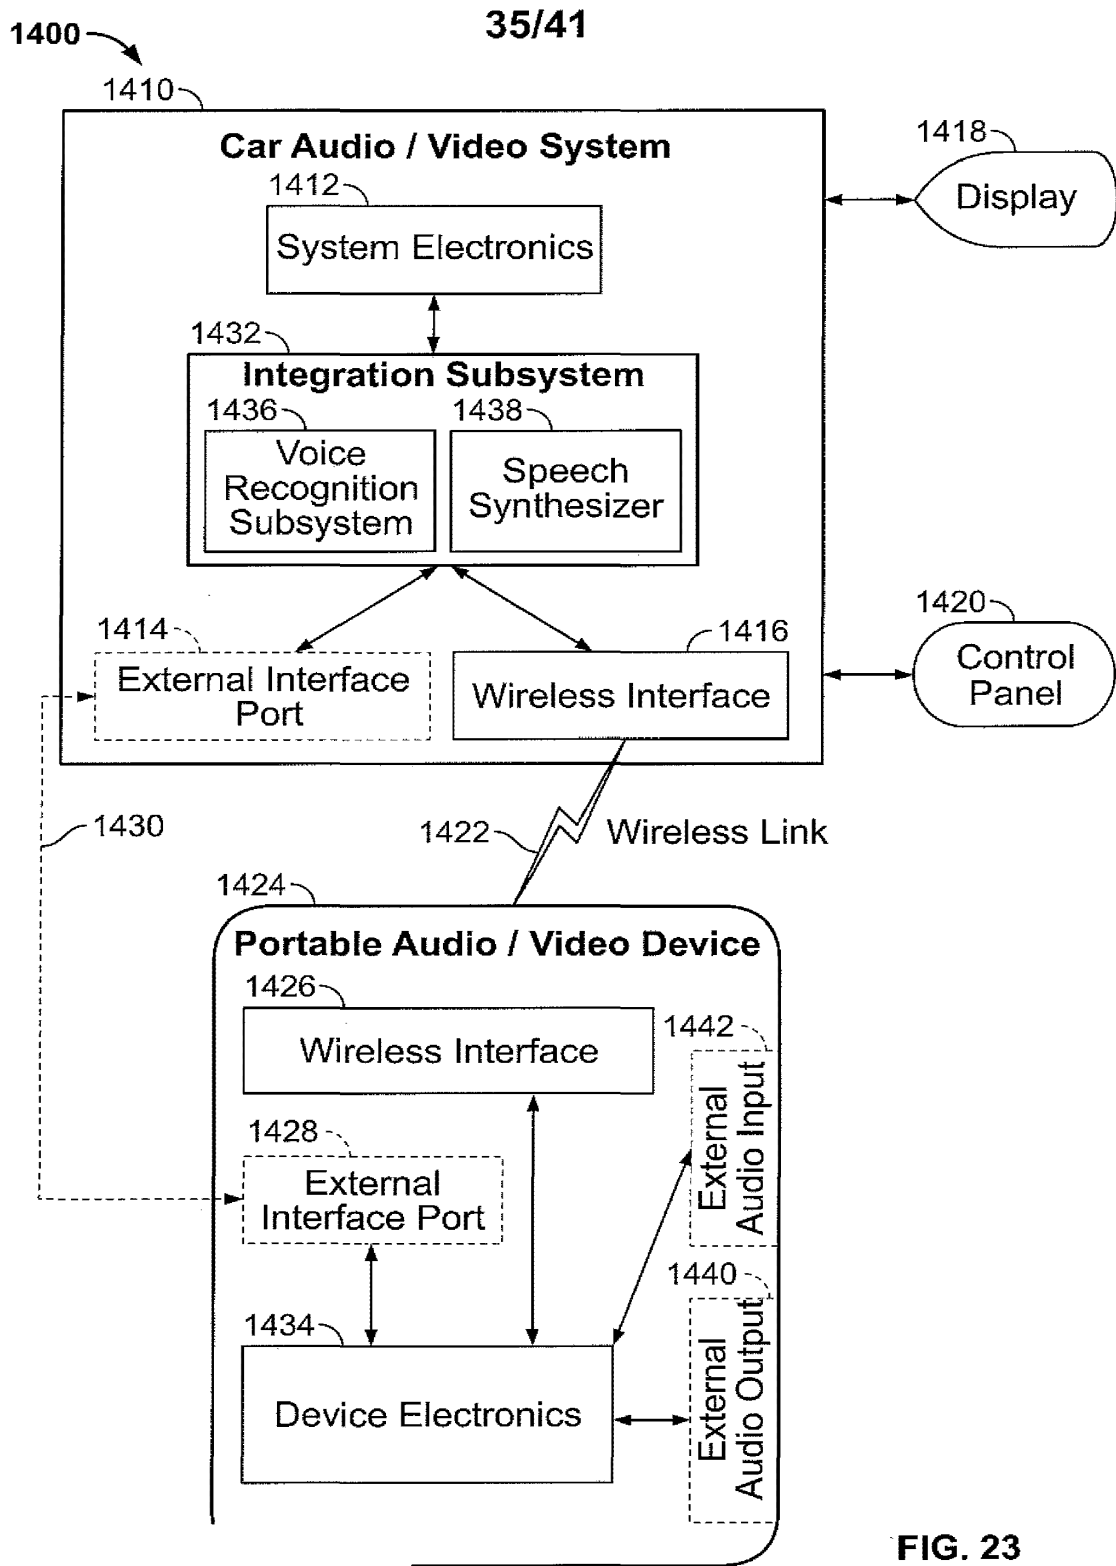 35/41
1400
1410
Car Audio / Video System
1418
Display
1412
System Electronics
1432
Integration Subsystem
1436
1438
Voice
Recognition
Subsystem
Speech
Synthesizer
1414
1416
1420
External Interface
Port
Wireless Interface
Control
Panel
1430
1422
Wireless Link
1424
Portable Audio / Video Device
1426
Wireless Interface
1442
External
Audio Input
1428
External
Interface Port
1440
External
Audio Output
1434
Device Electronics
FIG. 23